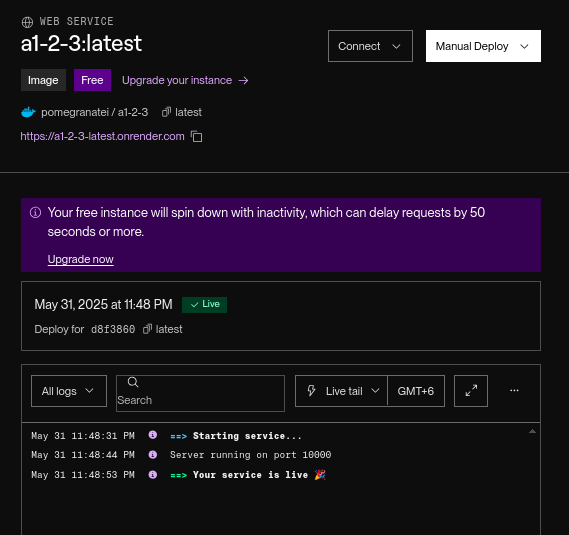 WEB SERVICE
a1-2-3:latest
Connect
Manual Deploy
Image
Free
Upgrade your instance →
pomegranatei / a1-2-3
latest
https://a1-2-3-latest.onrender.com
Your free instance will spin down with inactivity, which can delay requests by 50
seconds or more.
Upgrade now
May 31, 2025 at 11:48 PM
✓ Live
Deploy for d8f3860 latest
All logs
Search
Live tail
GMT+6
...
May 31 11:48:31 PM ==> Starting service...
May 31 11:48:44 PM Server running on port 10000
May 31 11:48:53 PM ==> Your service is live 🎉